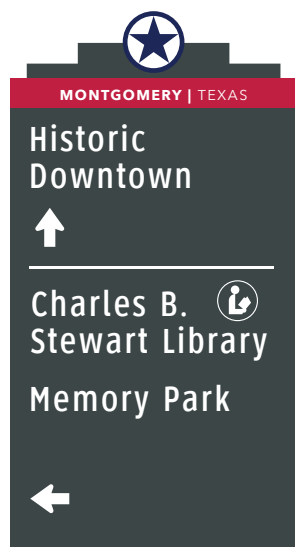 MONTGOMERY | TEXAS
Historic
Downtown
Charles B.
Stewart Library
Memory Park